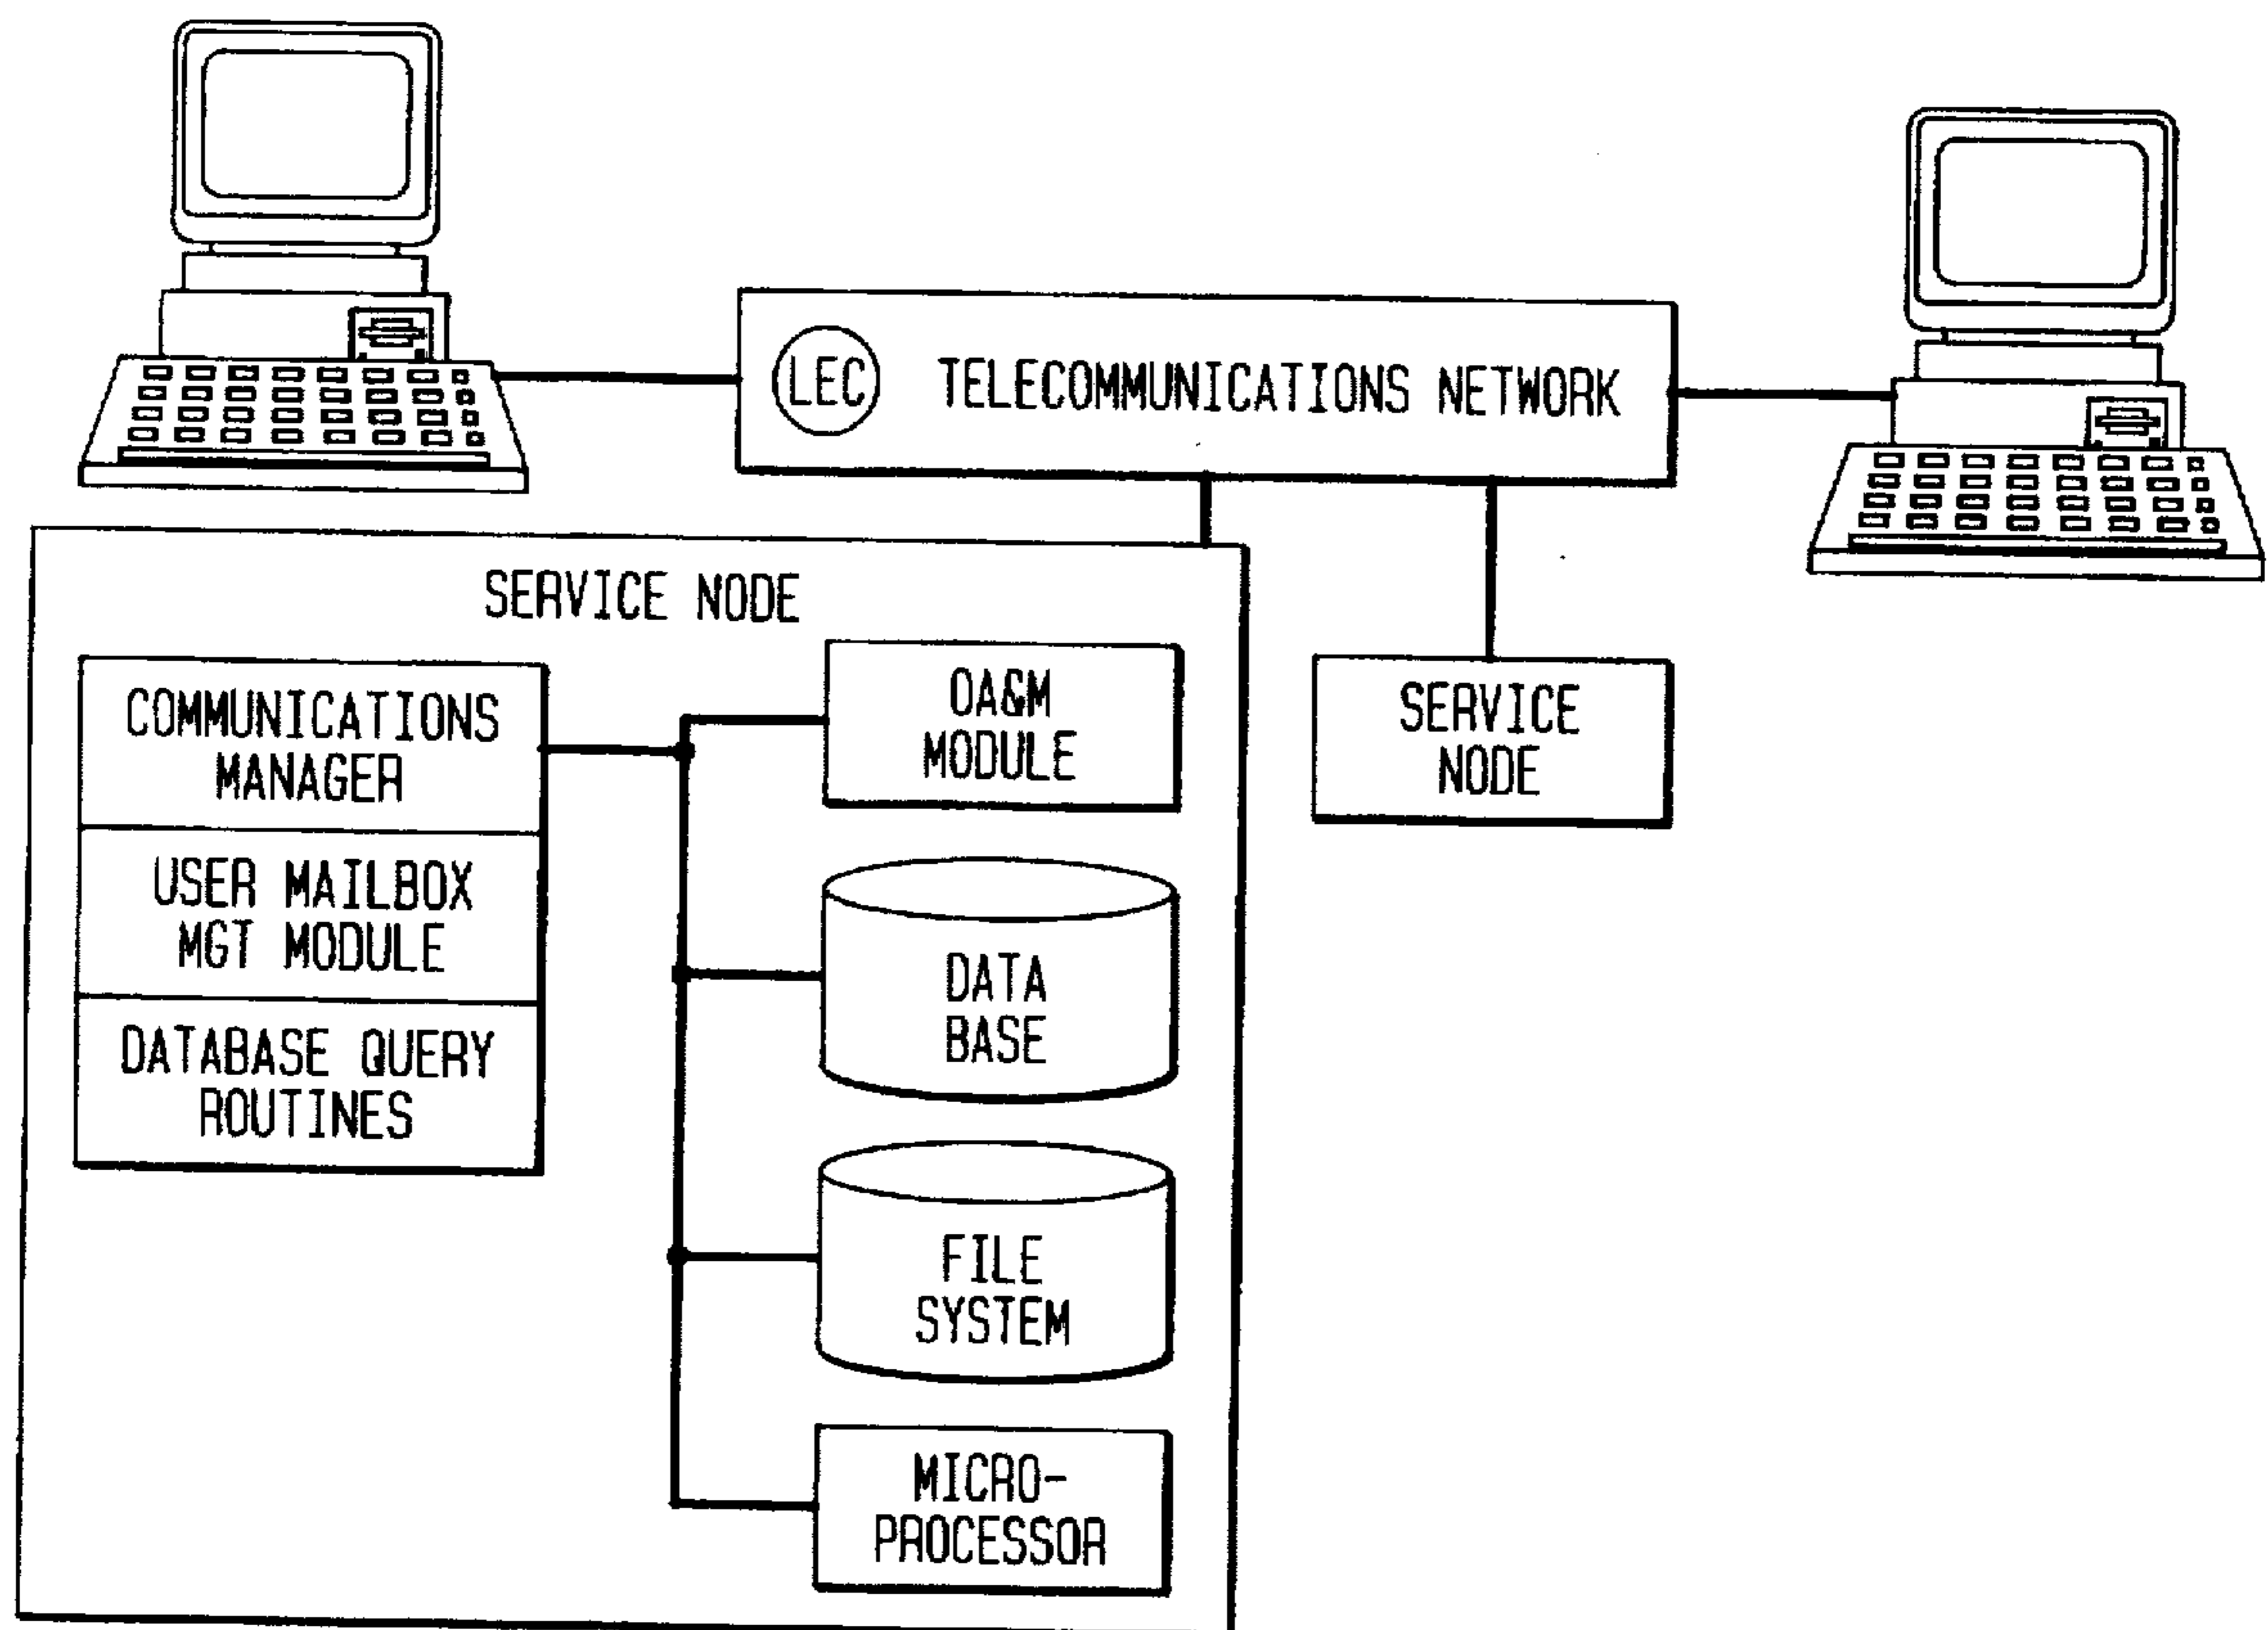 LEC TELECOMMUNICATIONS NETWORK
SERVICE NODE
COMMUNICATIONS
MANAGER
USER MAILBOX
MGT MODULE
DATABASE QUERY
ROUTINES
OA&M
MODULE
DATA
BASE
FILE
SYSTEM
MICRO-
PROCESSOR
SERVICE
NODE